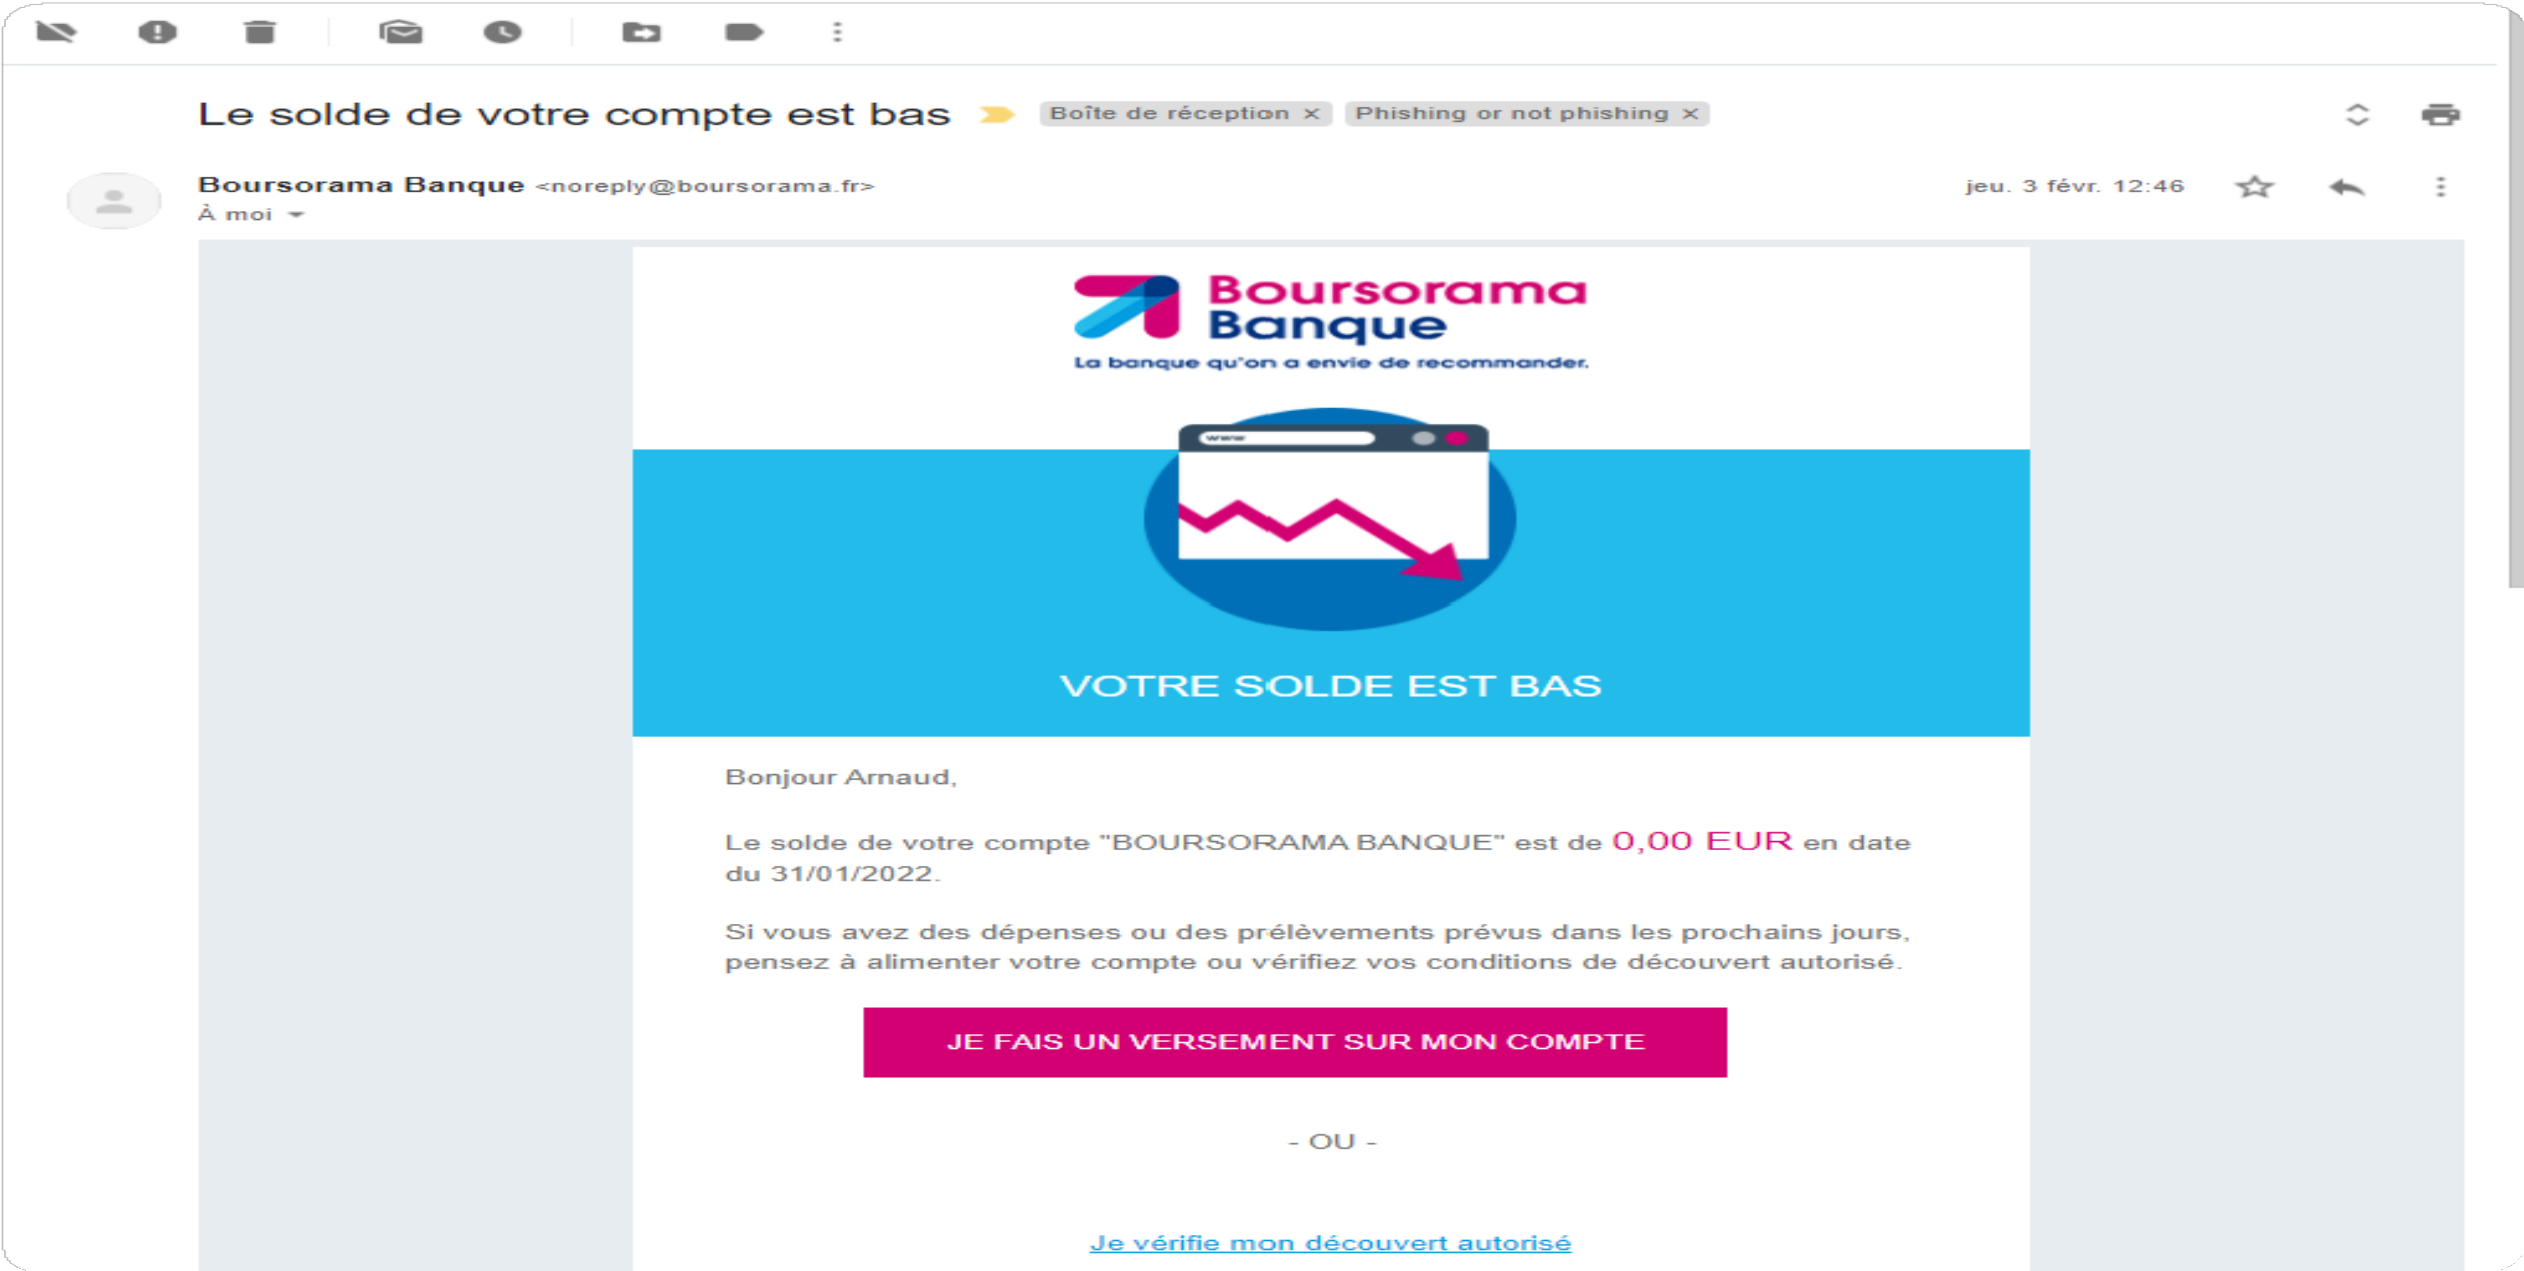 Le solde de votre compte est bas
Boîte de réception ×
Phishing or not phishing ×
Boursorama Banque <noreply@boursorama.fr>
jeu. 3 févr. 12:46
À moi
Boursorama
Banque
La banque qu'on a envie de recommander.
www
VOTRE SOLDE EST BAS
Bonjour Arnaud,
Le solde de votre compte "BOURSORAMA BANQUE" est de 0,00 EUR en date
du 31/01/2022.
Si vous avez des dépenses ou des prélèvements prévus dans les prochains jours,
pensez à alimenter votre compte ou vérifiez vos conditions de découvert autorisé.
JE FAIS UN VERSEMENT SUR MON COMPTE
- OU -
Je vérifie mon découvert autorisé